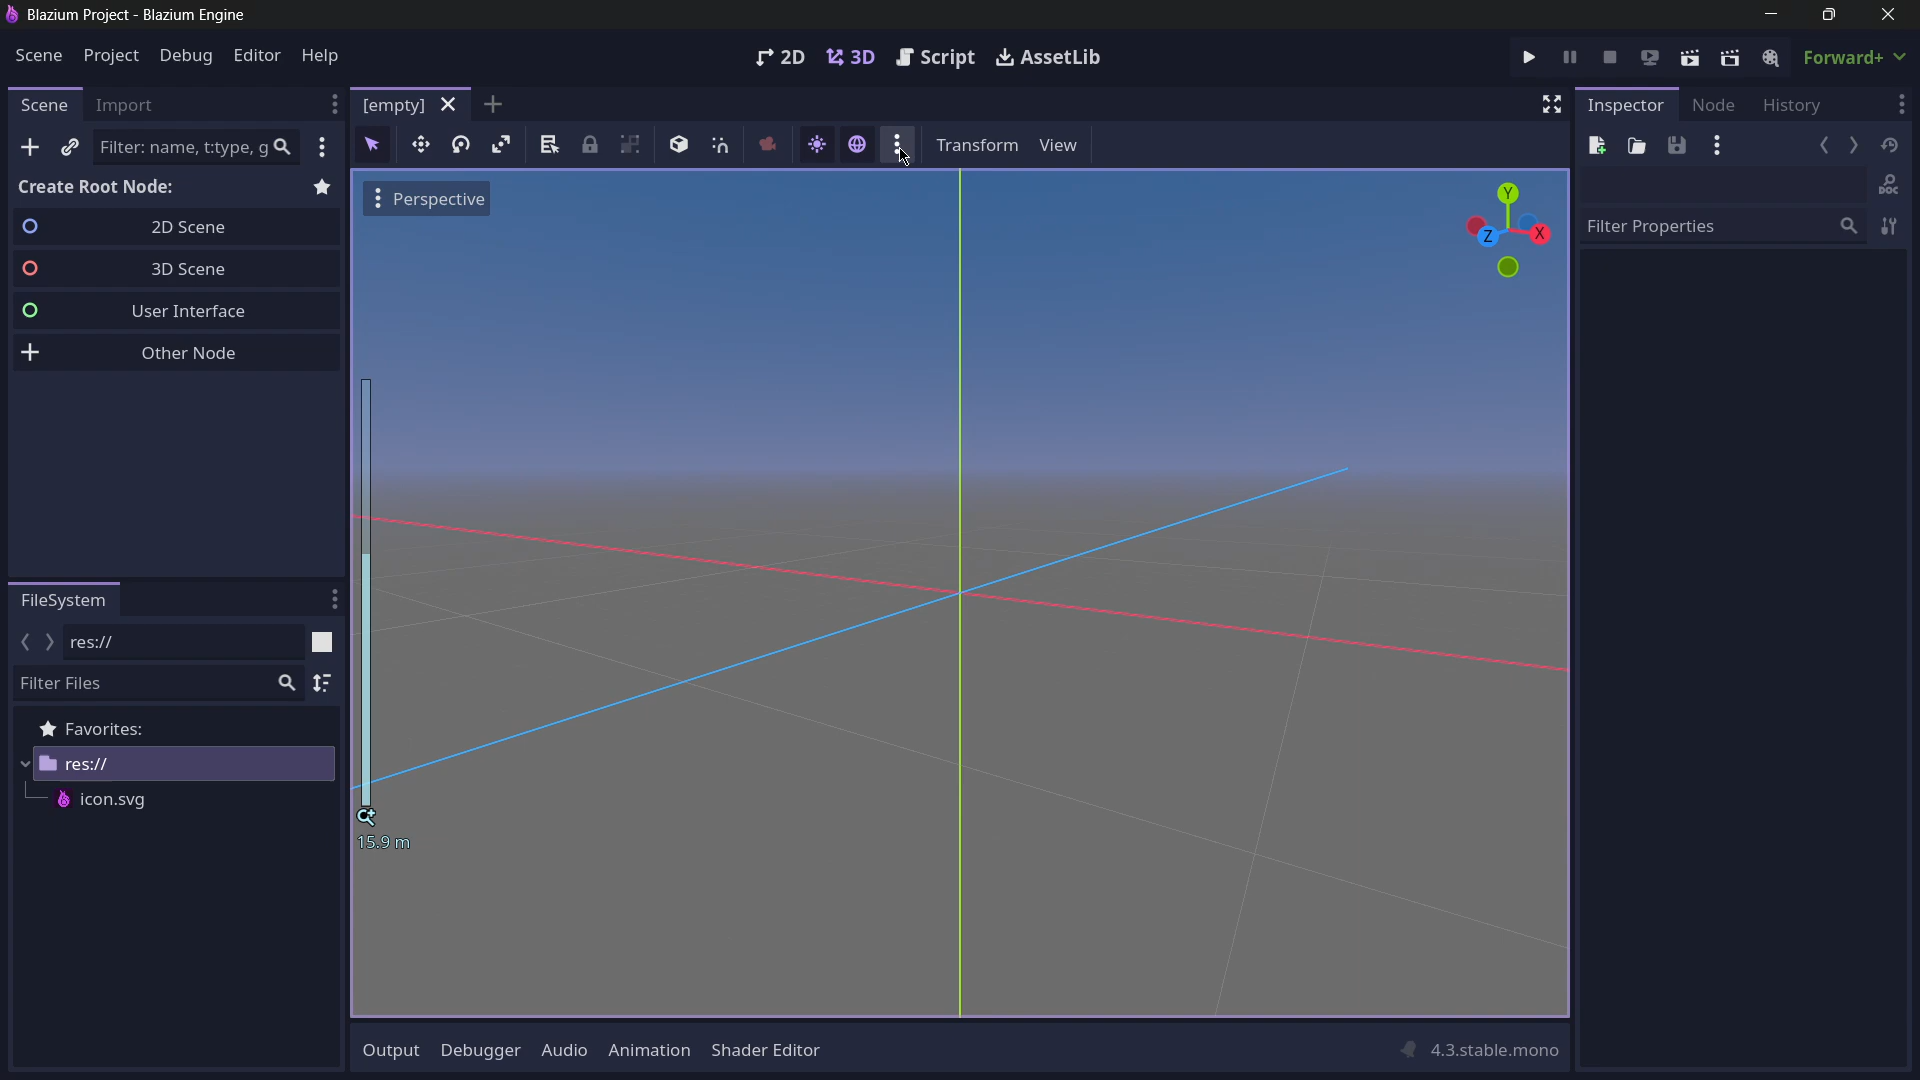 Blazium Project - Blazium Engine
Scene Project Debug Editor Help
2D 3D Script AssetLib
Forward+
Scene Import
[empty]
Inspector Node History
Filter: name, t:type, g
Transform View
Create Root Node:
Perspective
Y
X
Z
DOC
2D Scene
Filter Properties
3D Scene
User Interface
Other Node
FileSystem
res://
Filter Files
Favorites:
res://
icon.svg
15.9 m
Output Debugger Audio Animation Shader Editor
4.3.stable.mono